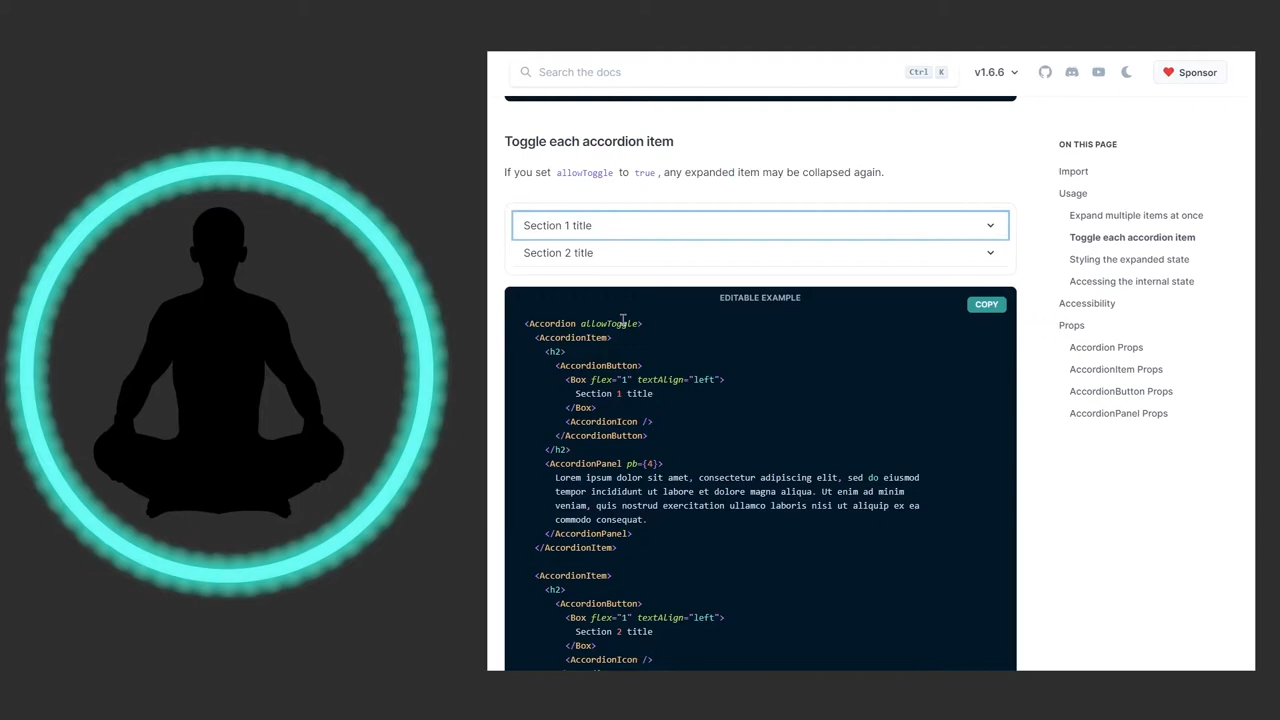 Search the docs
Ctrl K
v1.6.6
Sponsor
Toggle each accordion item
If you set allowToggle to true, any expanded item may be collapsed again.
Section 1 title
Section 2 title
EDITABLE EXAMPLE
COPY
<Accordion allowToggle>
<AccordionItem>
<h2>
<AccordionButton>
<Box flex="1" textAlign="left">
Section 1 title
</Box>
<AccordionIcon />
</AccordionButton>
</h2>
<AccordionPanel pb={4}>
Lorem ipsum dolor sit amet, consectetur adipiscing elit, sed do eiusmod
tempor incididunt ut labore et dolore magna aliqua. Ut enim ad minim
veniam, quis nostrud exercitation ullamco laboris nisi ut aliquip ex ea
commodo consequat.
</AccordionPanel>
</AccordionItem>
<AccordionItem>
<h2>
<AccordionButton>
<Box flex="1" textAlign="left">
Section 2 title
</Box>
<AccordionIcon />
ON THIS PAGE
Import
Usage
Expand multiple items at once
Toggle each accordion item
Styling the expanded state
Accessing the internal state
Accessibility
Props
Accordion Props
AccordionItem Props
AccordionButton Props
AccordionPanel Props